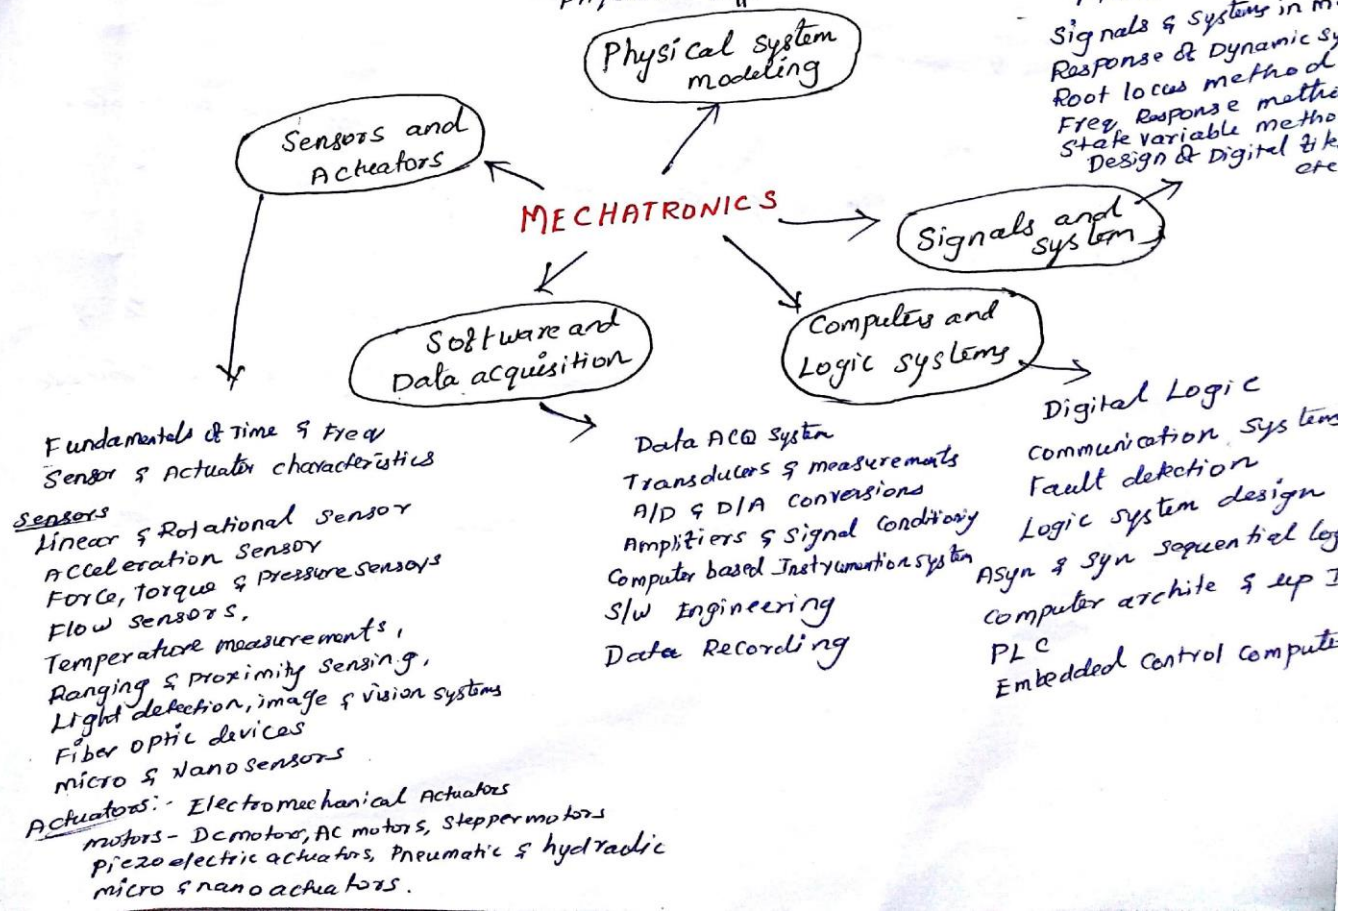 Physical system
modeling
Signals & Systems in
Response of Dynamic
Root locus method
Freq Response
State variable
Design of Digital
etc
Sensors and
Actuators
MECHATRONICS
Signals and
system
Software and
Data acquisition
Computers and
Logic systems
Fundamentals of Time & Freq
Sensor & Actuator characteristics
Sensors
Linear & Rotational Sensor
Acceleration Sensor
Force, Torque & Pressure sensors
Flow sensors,
Temperature measurements,
Ranging & Proximity Sensing,
Light detection, image & vision systems
Fiber optic devices
micro & Nano sensors
Actuators:- Electromechanical Actuators
motors- Dc motors, AC motors, Stepper motors
Piezoelectric actuators, Pneumatic & hydraulic
micro & nano actuators.
Data ACQ System
Transducers & measurements
A/D & D/A Conversions
Amplifiers & Signal Conditionig
Computer based Instrumentation system
S/W Engineering
Data Recording
Digital Logic
Communication Systems
Fault detection
Logic system design
Asyn & Syn Sequential
Computer archite & up
PLC
Embedded Control